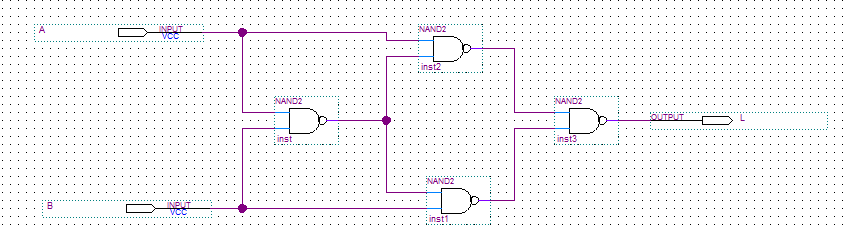 A
INPUT
VCC
NAND2
inst2
NAND2
inst
NAND2
inst3
OUTPUT
L
NAND2
inst1
B
INPUT
VCC